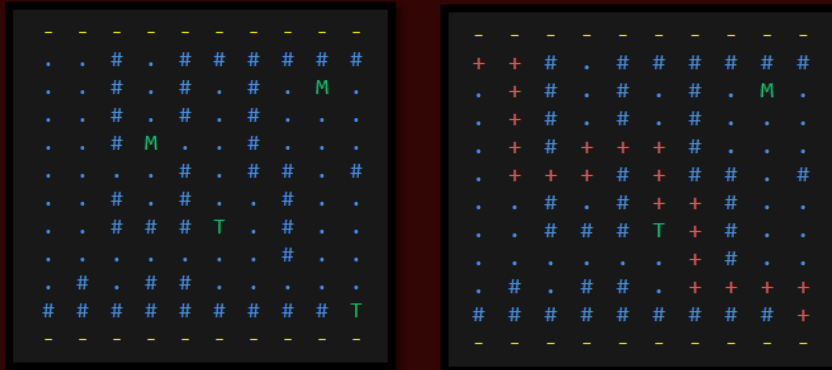 - - - - - - - - - -
. . # . # # # # # #
. . # . # . # . M .
. . # . # . # . . .
. . # M . . # . . .
. . . . # . # # . #
. . # . # . . # . .
. . # # # T . # . .
. . . . . . . # . .
. # . # # . . . . .
# # # # # # # # # T
- - - - - - - - - -
- - - - - - - - - -
+ + # . # # # # # #
. + # . # . # . M .
. + # . # . # . . .
. + # + + + # . . .
. + + + # + # # . #
. . # . # + + # . .
. . # # # T + # . .
. . . . . . + # . .
. # . # # . + + + +
# # # # # # # # # +
- - - - - - - - - -